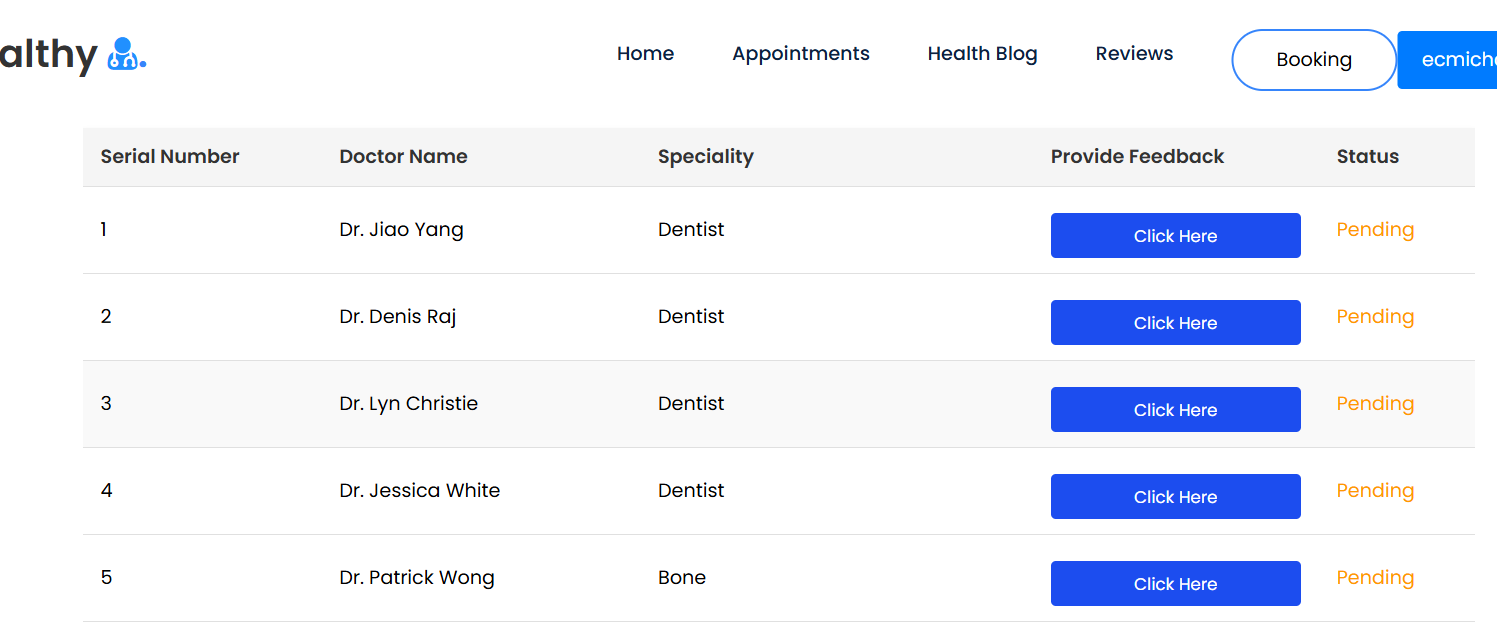 althy
Home Appointments Health Blog Reviews Booking ecmiche
Serial Number Doctor Name Speciality Provide Feedback Status
1 Dr. Jiao Yang Dentist Click Here Pending
2 Dr. Denis Raj Dentist Click Here Pending
3 Dr. Lyn Christie Dentist Click Here Pending
4 Dr. Jessica White Dentist Click Here Pending
5 Dr. Patrick Wong Bone Click Here Pending